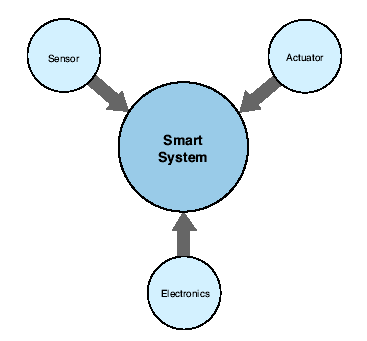 Sensor
Actuator
Smart
System
Electronics